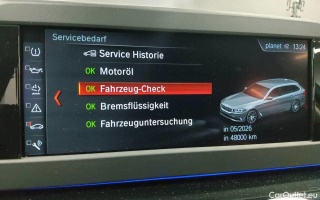 Servicebedarf
planet 13:24
Service Historie
OK Motoröl
OK Fahrzeug-Check
OK Bremsflüssigkeit
OK Fahrzeuguntersuchung
in 05/2026
in 48000 km
CarOutlet.eu